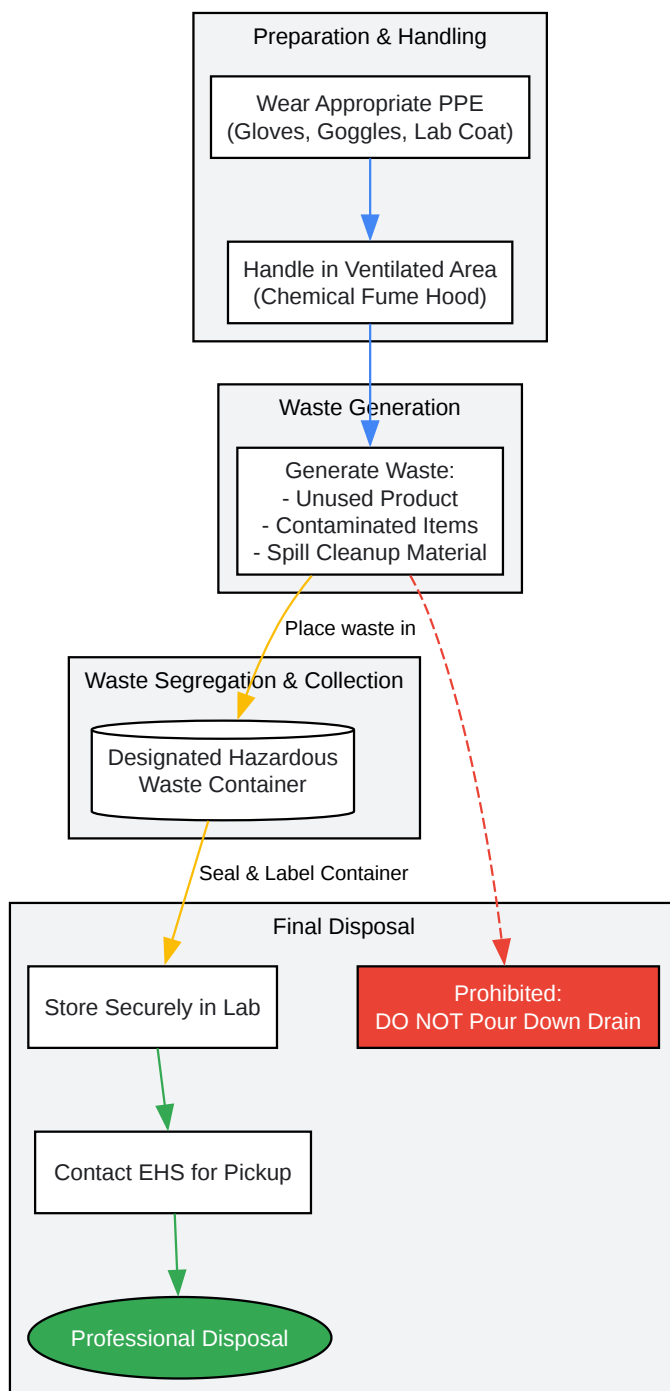 Preparation & Handling
Wear Appropriate PPE
(Gloves, Goggles, Lab Coat)
Handle in Ventilated Area
(Chemical Fume Hood)
Waste Generation
Generate Waste:
- Unused Product
- Contaminated Items
- Spill Cleanup Material
Place waste in
Waste Segregation & Collection
Designated Hazardous
Waste Container
Seal & Label Container
Final Disposal
Store Securely in Lab
Prohibited:
DO NOT Pour Down Drain
Contact EHS for Pickup
Professional Disposal